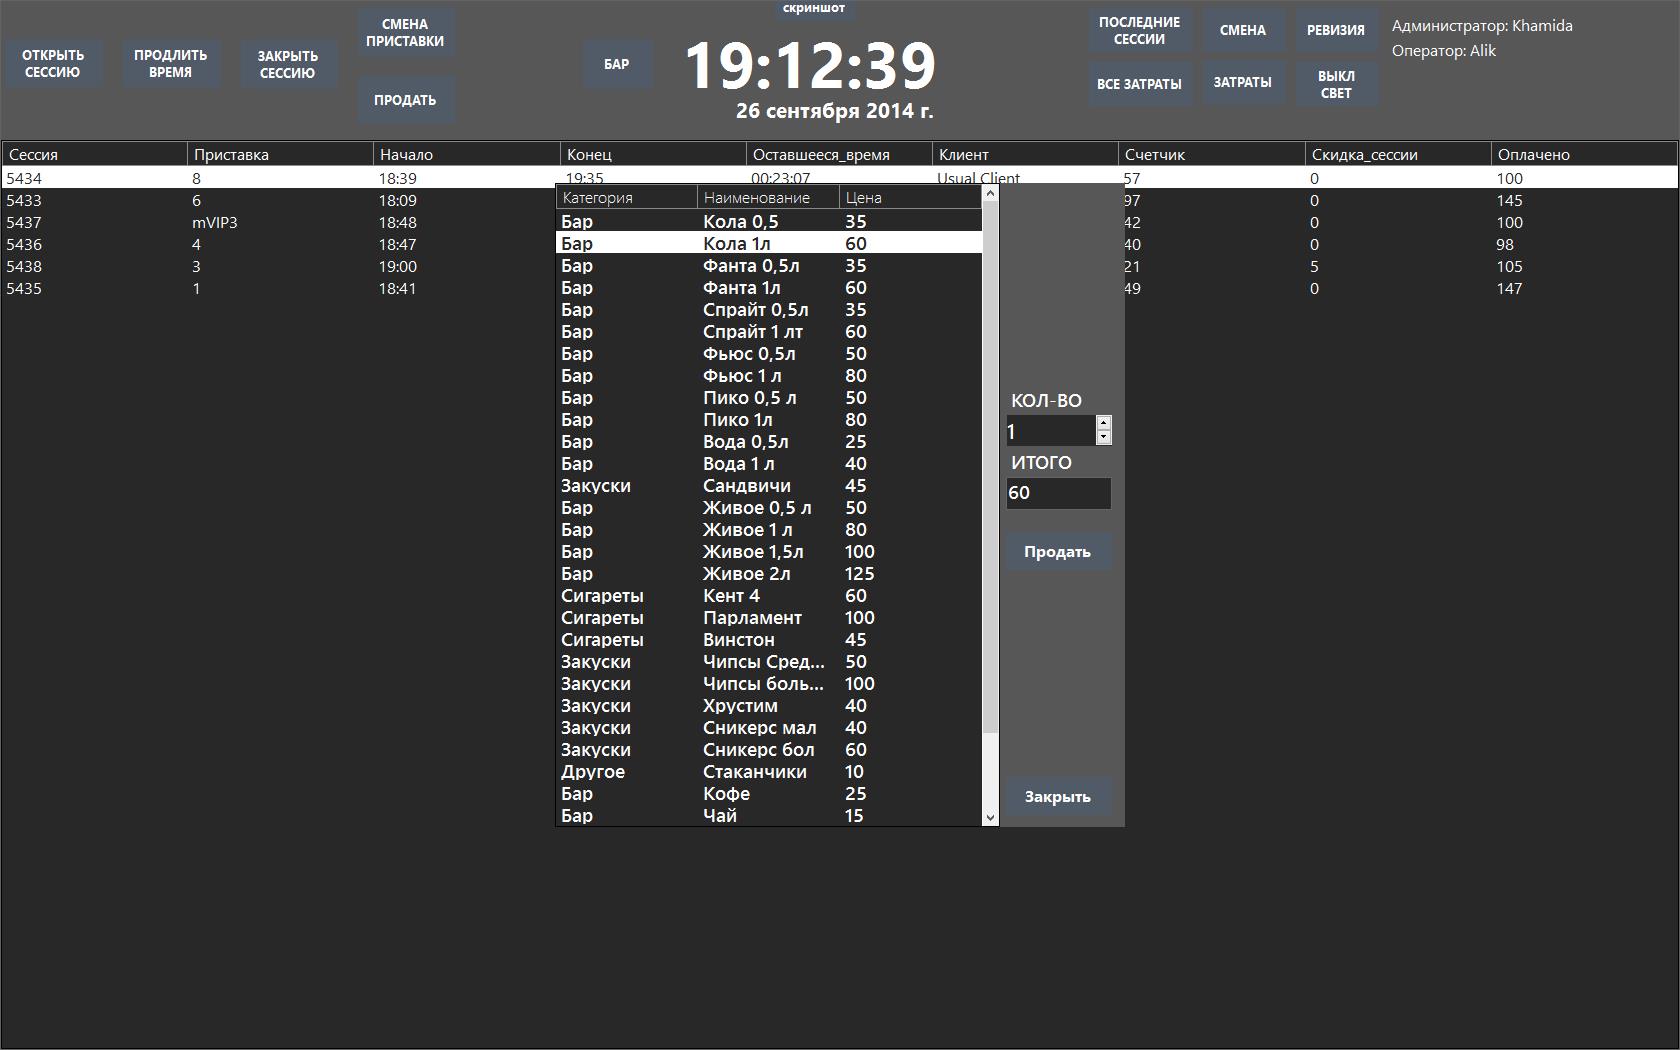 скриншот
ОТКРЫТЬ
СЕССИЮ
ПРОДЛИТЬ
ВРЕМЯ
ЗАКРЫТЬ
СЕССИЮ
СМЕНА
ПРИСТАВКИ
ПРОДАТЬ
БАР
19:12:39
26 сентября 2014 г.
ПОСЛЕДНИЕ
СЕССИИ
СМЕНА
РЕВИЗИЯ
ВСЕ ЗАТРАТЫ
ЗАТРАТЫ
ВЫКЛ
СВЕТ
Администратор: Khamida
Оператор: Alik
Сессия Приставка Начало Конец Оставшееся_время Клиент Счетчик Скидка_сессии Оплачено
5434 8 18:39 19:35 00:23:07 Usual Client 57 0 100
5433 6 18:09 97 0 145
5437 mVIP3 18:48 42 0 100
5436 4 18:47 40 0 98
5438 3 19:00 21 5 105
5435 1 18:41 49 0 147
Категория Наименование Цена
Бар Кола 0,5 35
Бар Кола 1л 60
Бар Фанта 0,5л 35
Бар Фанта 1л 60
Бар Спрайт 0,5л 35
Бар Спрайт 1 лт 60
Бар Фьюс 0,5л 50
Бар Фьюс 1 л 80
Бар Пико 0,5 л 50
Бар Пико 1л 80
Бар Вода 0,5л 25
Бар Вода 1 л 40
Закуски Сандвичи 45
Бар Живое 0,5 л 50
Бар Живое 1 л 80
Бар Живое 1,5л 100
Бар Живое 2л 125
Сигареты Кент 4 60
Сигареты Парламент 100
Сигареты Винстон 45
Закуски Чипсы Сред... 50
Закуски Чипсы боль... 100
Закуски Хрустим 40
Закуски Сникерс мал 40
Закуски Сникерс бол 60
Другое Стаканчики 10
Бар Кофе 25
Бар Чай 15
КОЛ-ВО
1
ИТОГО
60
Продать
Закрыть